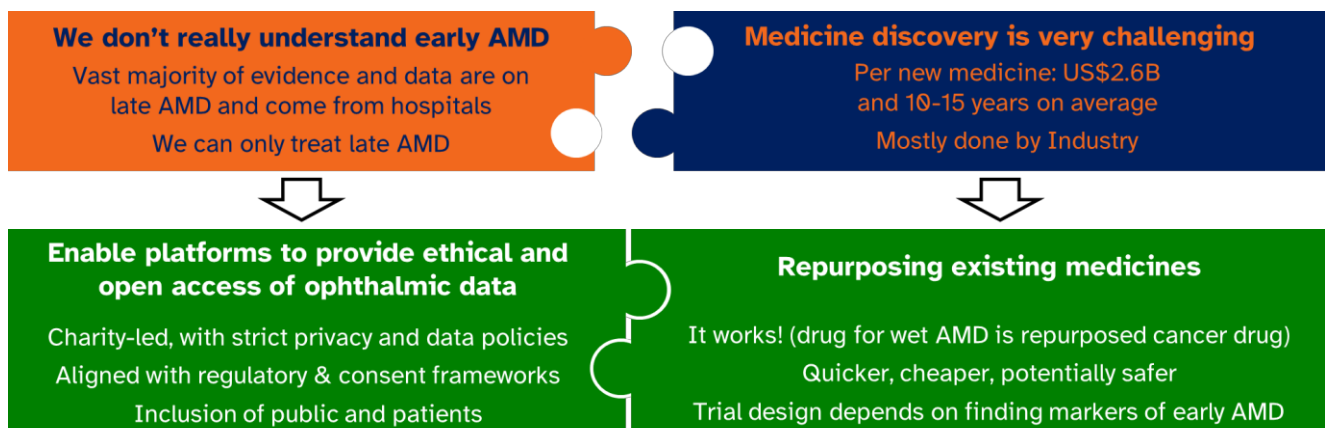 We don't really understand early AMD
Vast majority of evidence and data are on
late AMD and come from hospitals
We can only treat late AMD
Medicine discovery is very challenging
Per new medicine: US$2.6B
and 10-15 years on average
Mostly done by Industry
Enable platforms to provide ethical and
open access of ophthalmic data
Charity-led, with strict privacy and data policies
Aligned with regulatory & consent frameworks
Inclusion of public and patients
Repurposing existing medicines
It works! (drug for wet AMD is repurposed cancer drug)
Quicker, cheaper, potentially safer
Trial design depends on finding markers of early AMD